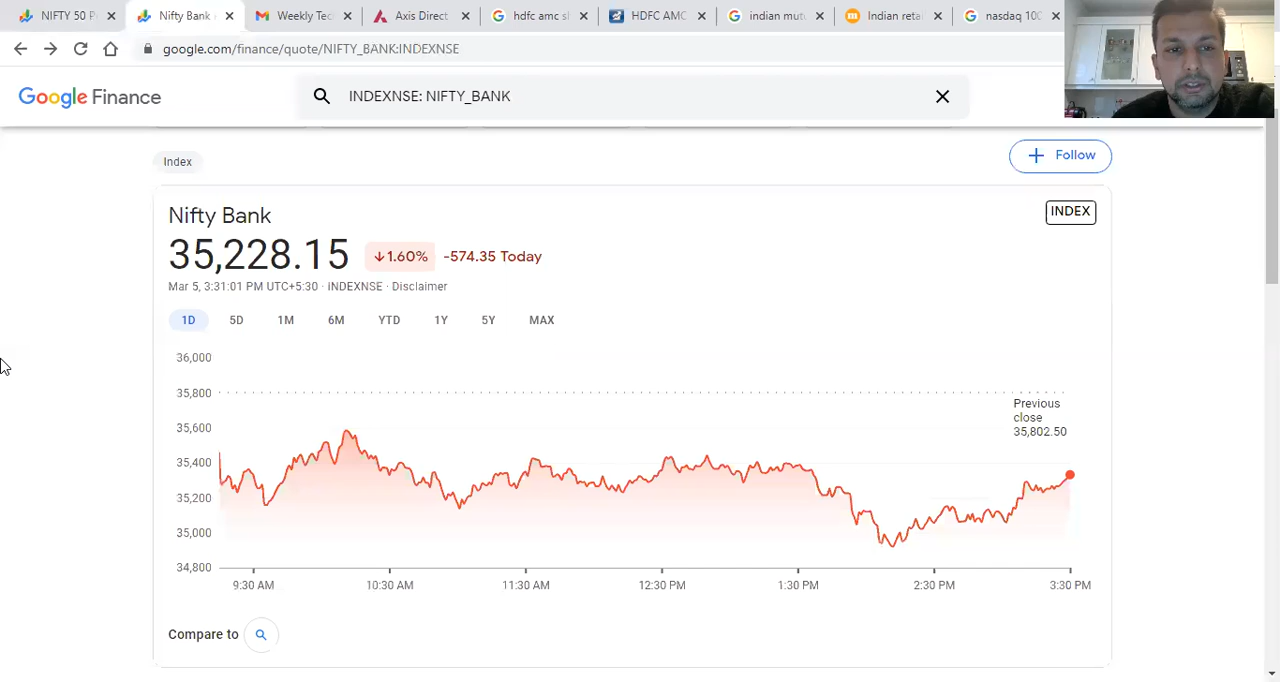 NIFTY 50 P
Nifty Bank
Weekly Tec
Axis Direct
hdfc amc s
HDFC AMC
indian mut
Indian reta
nasdaq 100
google.com/finance/quote/NIFTY_BANK:INDEXNSE
Google Finance
INDEXNSE: NIFTY_BANK
Index
Follow
Nifty Bank
INDEX
35,228.15 1.60% -574.35 Today
Mar 5, 3:31:01 PM UTC+5:30 · INDEXNSE · Disclaimer
1D 5D 1M 6M YTD 1Y 5Y MAX
36,000
35,800
Previous
close
35,802.50
35,600
35,400
35,200
35,000
34,800
9:30 AM 10:30 AM 11:30 AM 12:30 PM 1:30 PM 2:30 PM 3:30 PM
Compare to